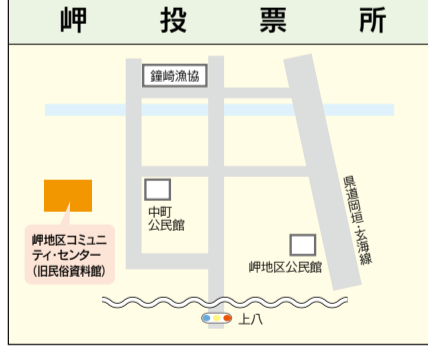 岬投票所
鐘崎漁協
中町
公民館
県道岡垣・玄海線
岬地区コミュニ
ティ・センター
（旧民俗資料館）
岬地区公民館
上八